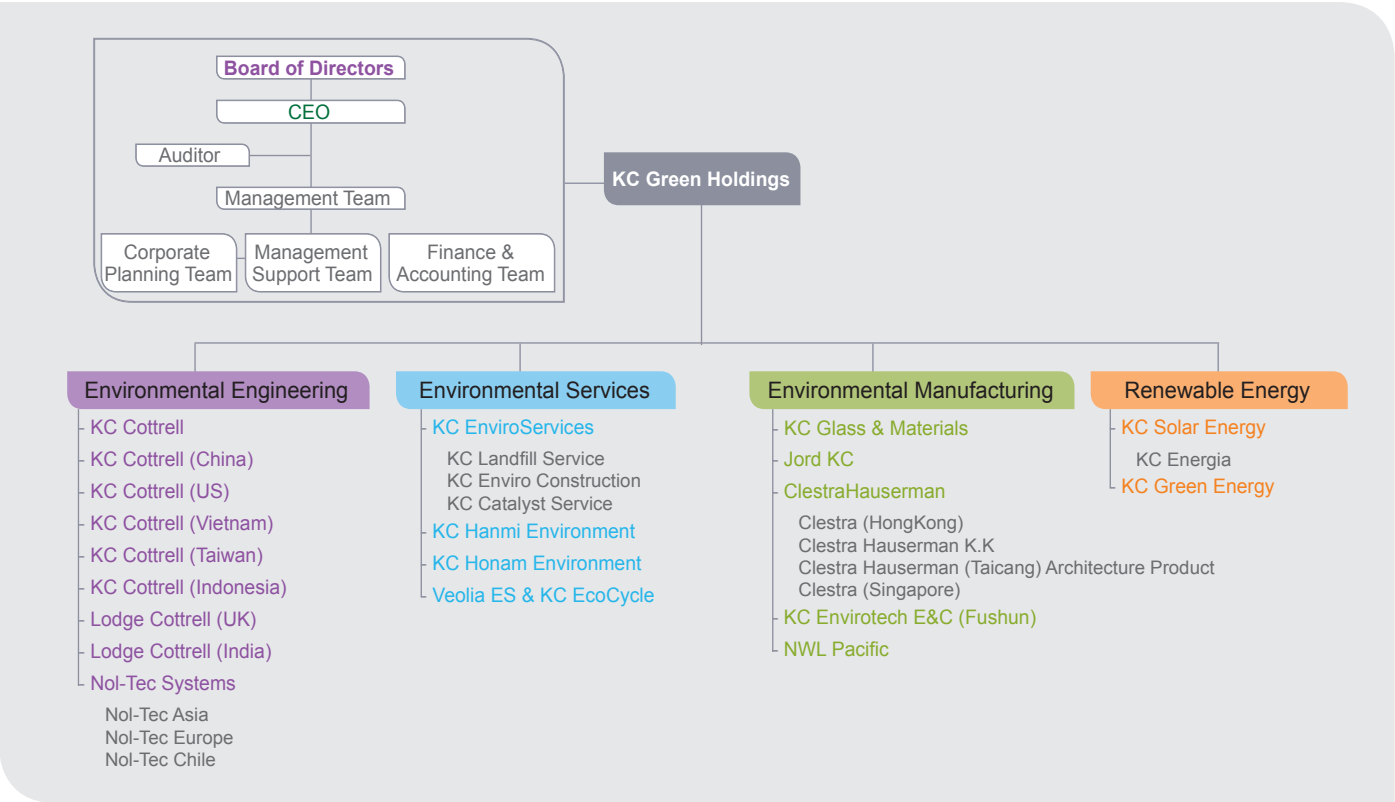 Board of Directors
CEO
Auditor
Management Team
Corporate
Planning Team
Management
Support Team
Finance &
Accounting Team
KC Green Holdings
Environmental Engineering
- KC Cottrell
- KC Cottrell (China)
- KC Cottrell (US)
- KC Cottrell (Vietnam)
- KC Cottrell (Taiwan)
- KC Cottrell (Indonesia)
- Lodge Cottrell (UK)
- Lodge Cottrell (India)
- Nol-Tec Systems
Nol-Tec Asia
Nol-Tec Europe
Nol-Tec Chile
Environmental Services
- KC EnviroServices
KC Landfill Service
KC Enviro Construction
KC Catalyst Service
- KC Hanmi Environment
- KC Honam Environment
- Veolia ES & KC EcoCycle
Environmental Manufacturing
- KC Glass & Materials
- Jord KC
- ClestraHauserman
Clestra (HongKong)
Clestra Hauserman K.K
Clestra Hauserman (Taicang) Architecture Product
Clestra (Singapore)
- KC Envirotech E&C (Fushun)
- NWL Pacific
Renewable Energy
- KC Solar Energy
KC Energia
- KC Green Energy